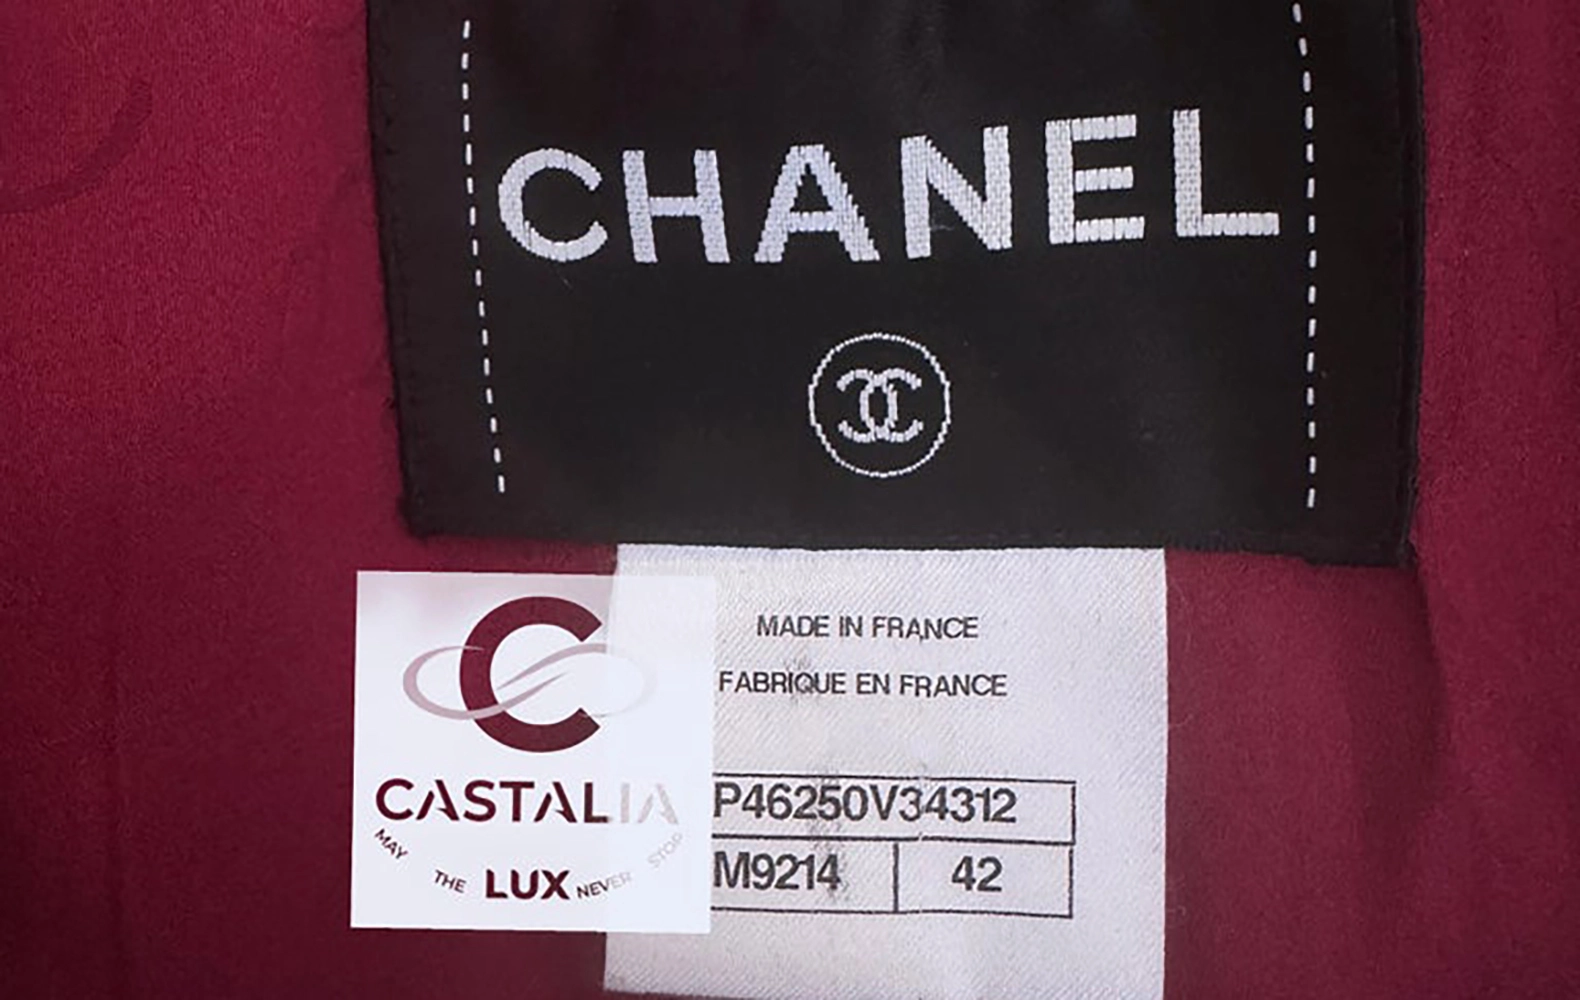 CHANEL
MADE IN FRANCE
FABRIQUE EN FRANCE
P46250V34312
M9214 42
CASTALIA
MAY THE LUX NEVER STOP